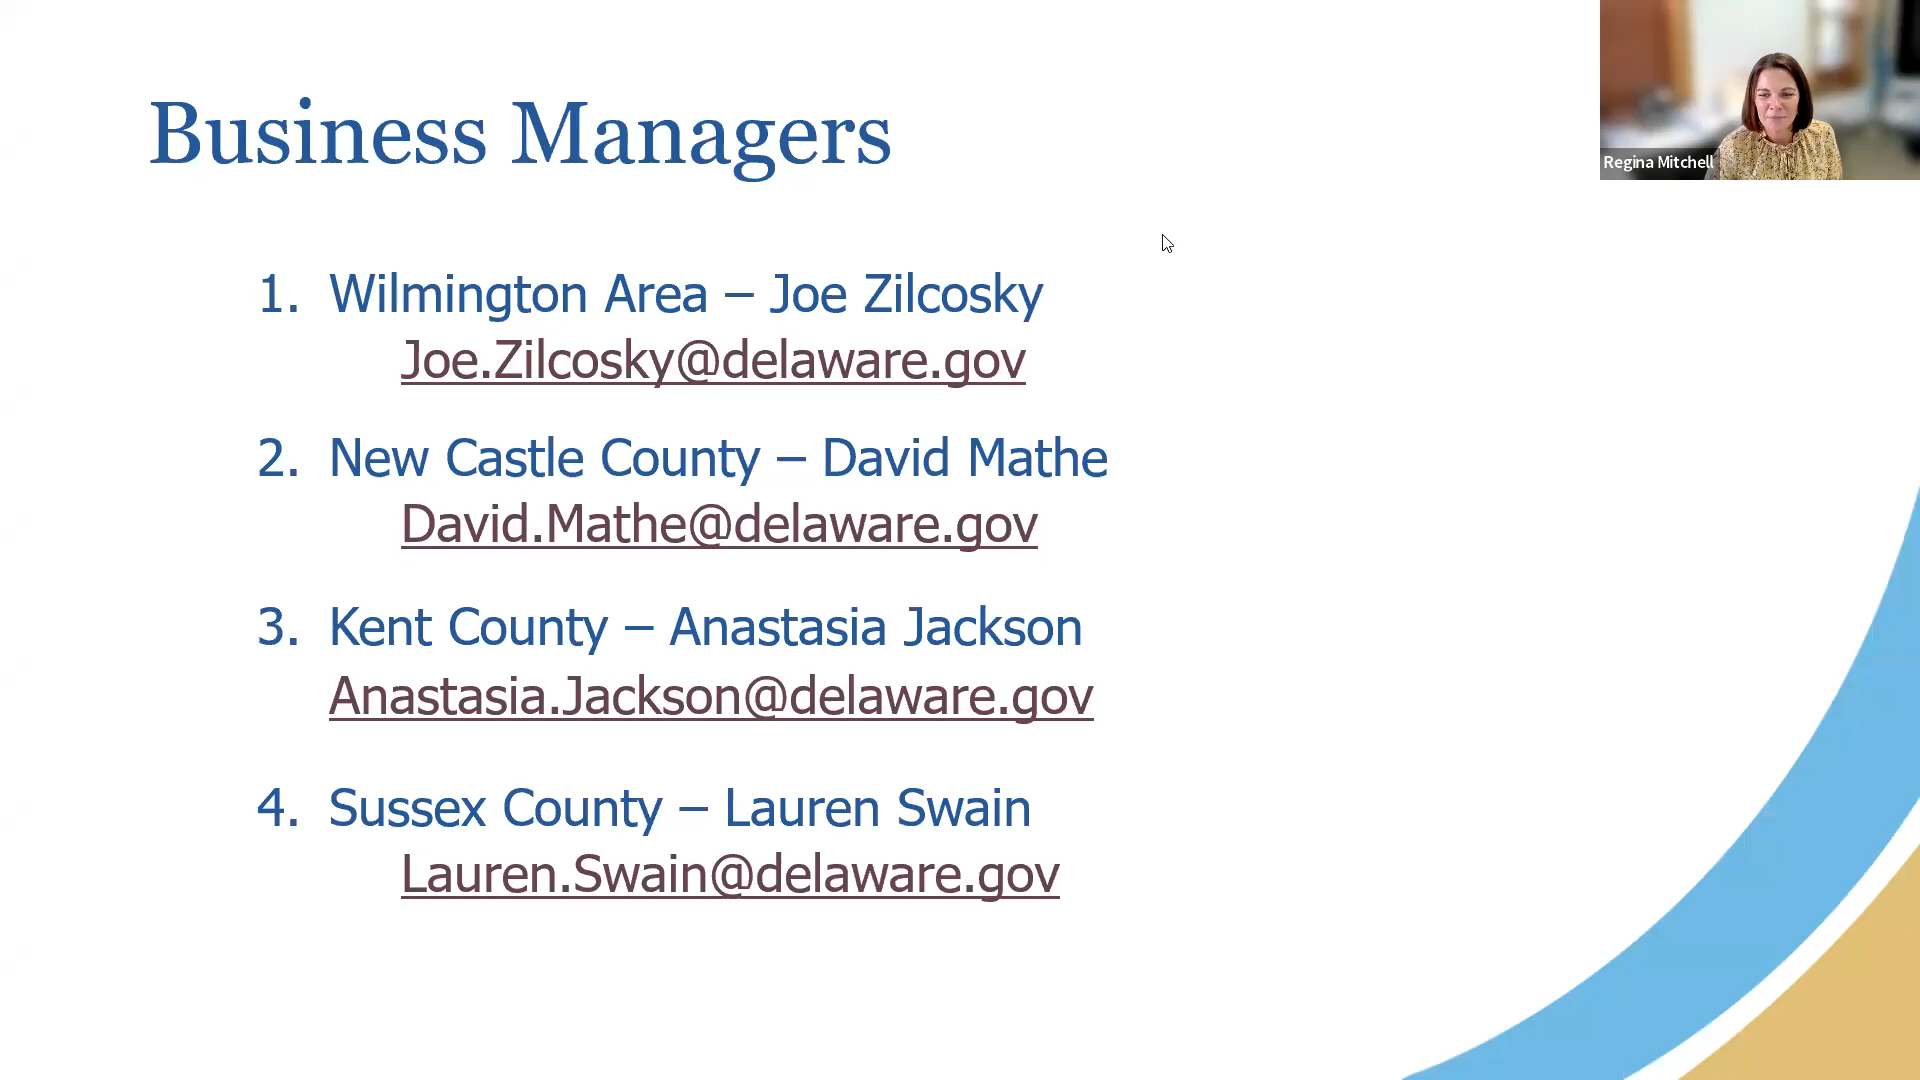 Business Managers
Regina Mitchell
1. Wilmington Area – Joe Zilcosky
Joe.Zilcosky@delaware.gov
2. New Castle County – David Mathe
David.Mathe@delaware.gov
3. Kent County – Anastasia Jackson
Anastasia.Jackson@delaware.gov
4. Sussex County – Lauren Swain
Lauren.Swain@delaware.gov